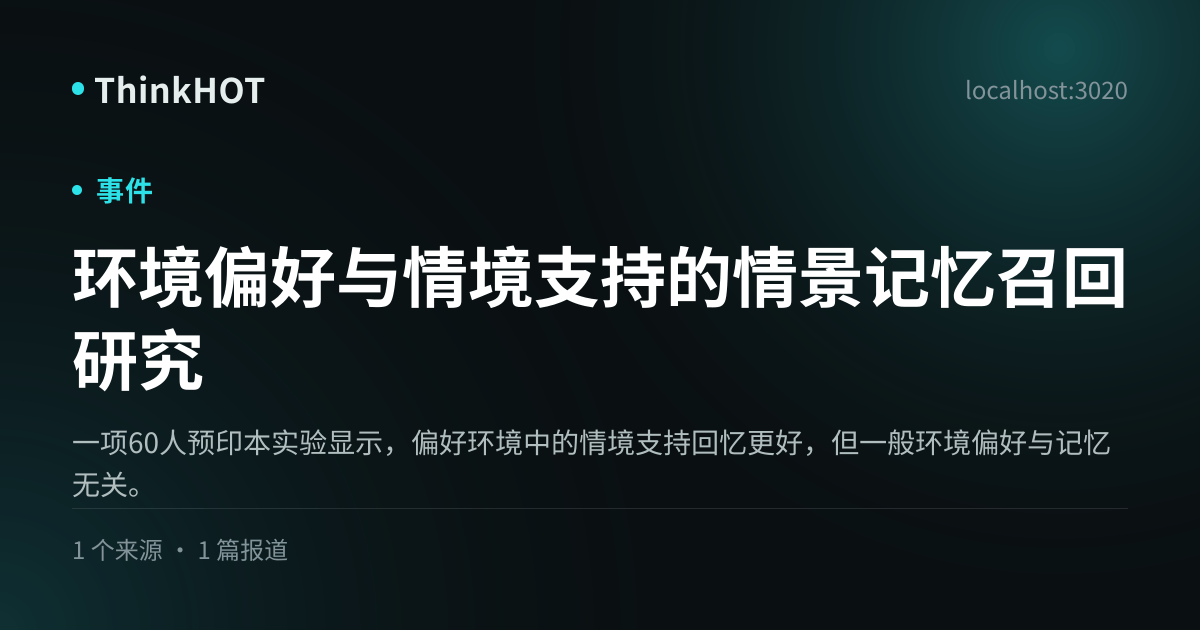 ThinkHOT
localhost:3020
事件
环境偏好与情境支持的情景记忆召回
研究
一项60人预印本实验显示，偏好环境中的情境支持回忆更好，但一般环境偏好与记忆
无关。
1 个来源 · 1 篇报道